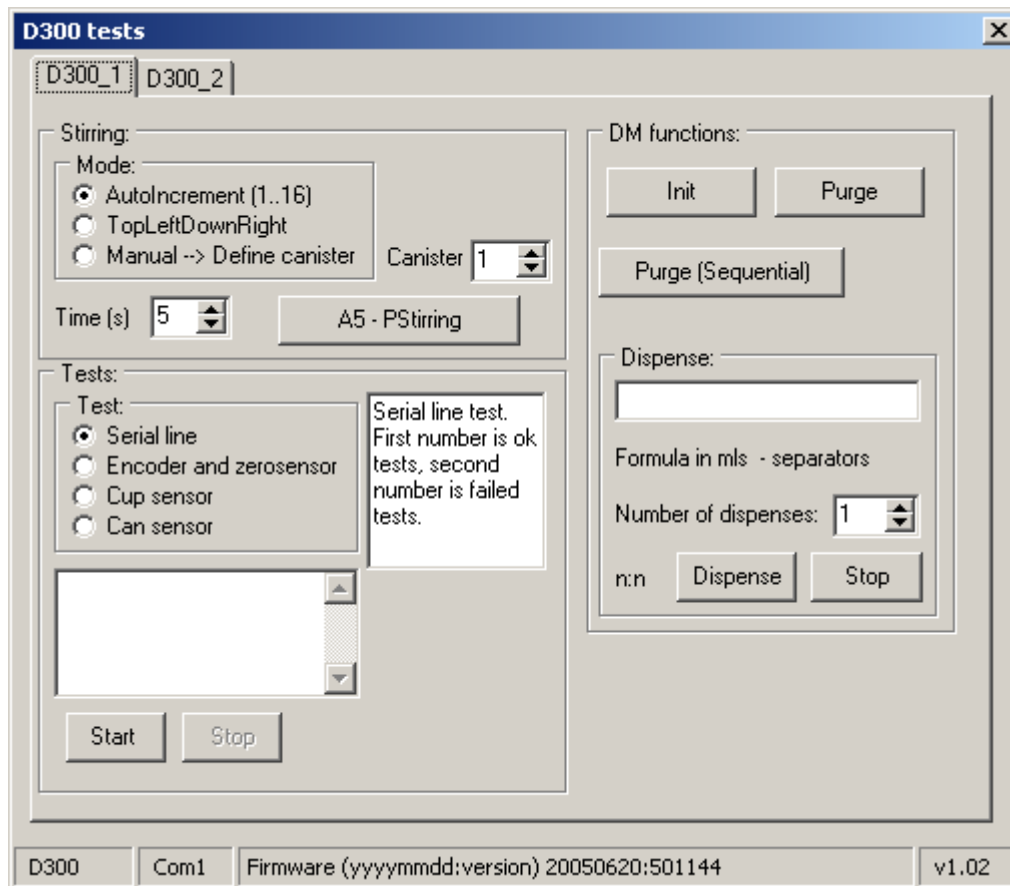 D300 tests
D300_1 D300_2
Stirring:
Mode:
AutoIncrement (1..16)
TopLeftDownRight
Manual --> Define canister
Canister 1
Time (s) 5 A5 - PStirring
Tests:
Test:
Serial line
Encoder and zerosensor
Cup sensor
Can sensor
Serial line test.
First number is ok
tests, second
number is failed
tests.
Start Stop
DM functions:
Init Purge
Purge (Sequential)
Dispense:
Formula in mls - separators
Number of dispenses: 1
n:n Dispense Stop
D300 Com1 Firmware (yyyymmdd:version) 20050620:501144 v1.02